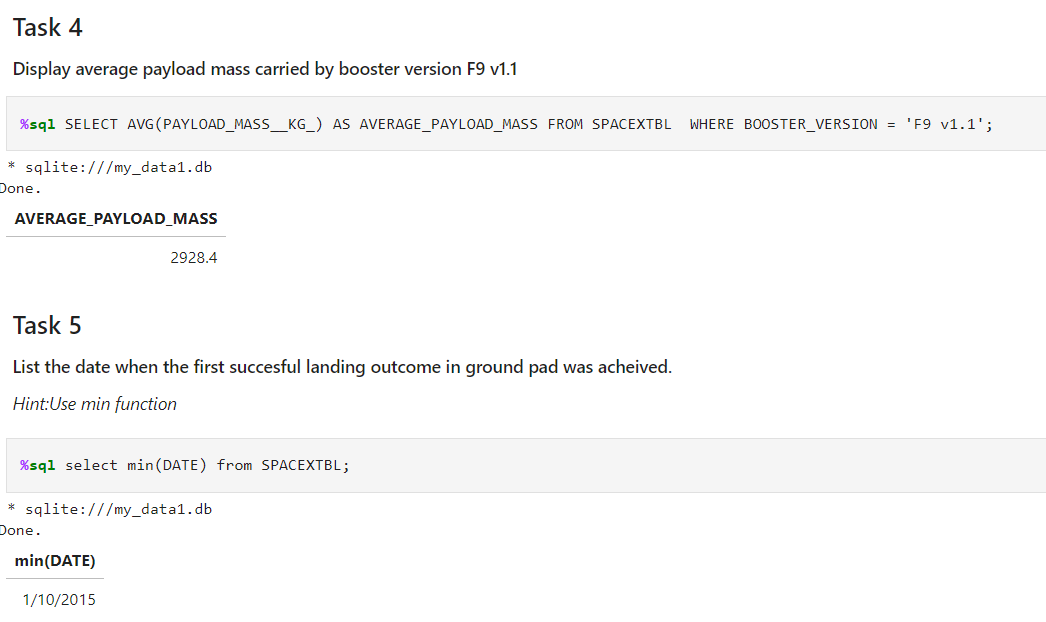 Task 4
Display average payload mass carried by booster version F9 v1.1
%sql SELECT AVG(PAYLOAD_MASS__KG_) AS AVERAGE_PAYLOAD_MASS FROM SPACEXTBL  WHERE BOOSTER_VERSION = 'F9 v1.1';
* sqlite:///my_data1.db
Done.
AVERAGE_PAYLOAD_MASS
2928.4
Task 5
List the date when the first succesful landing outcome in ground pad was acheived.
Hint:Use min function
%sql select min(DATE) from SPACEXTBL;
* sqlite:///my_data1.db
Done.
min(DATE)
1/10/2015